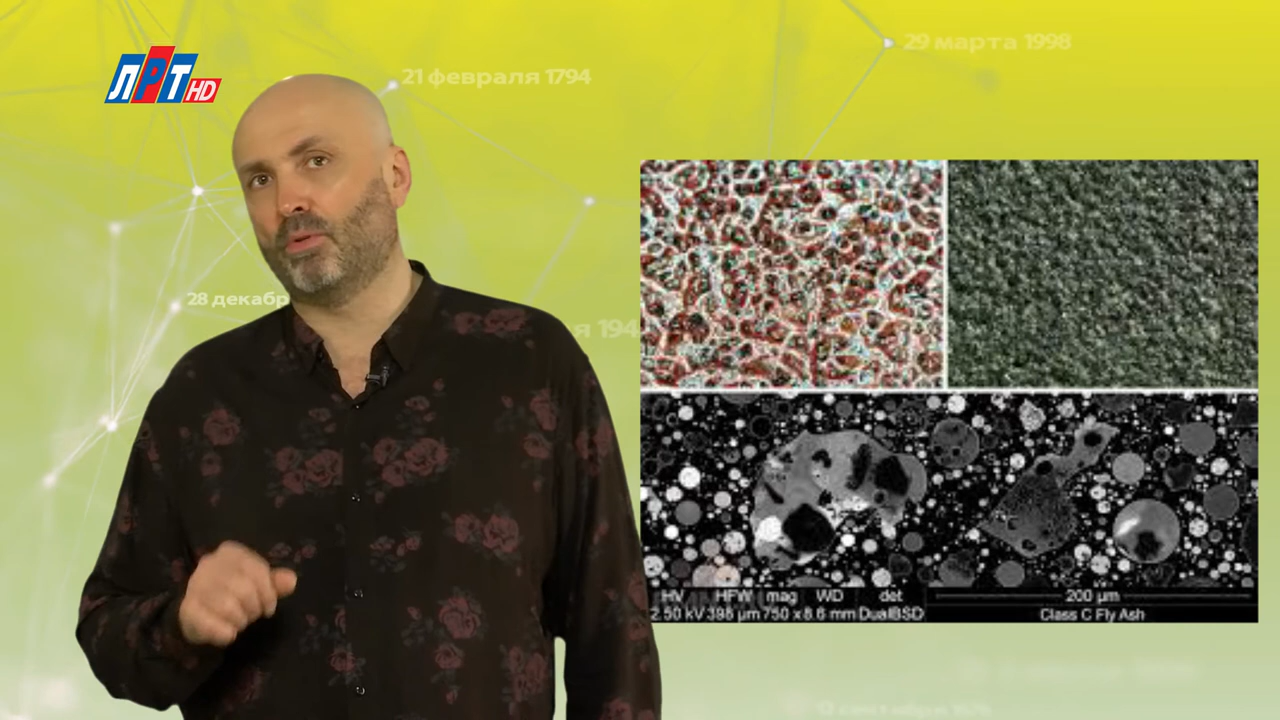 29 марта 1998
ЛРТ HD
21 февраля 1794
28 декабр
я 194
HV HFW mag WD det 200 µm
2.50 kV 398 µm 750 x 8.6 mm DualBSD Class C Fly Ash